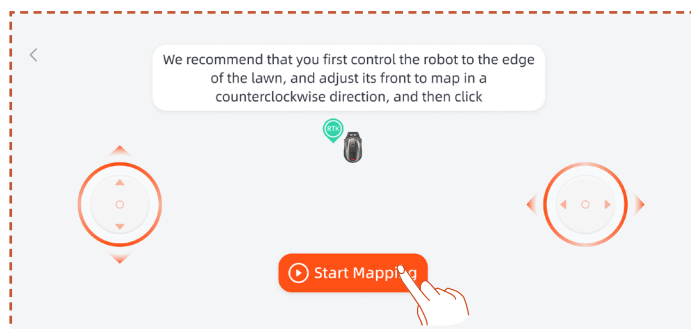 We recommend that you first control the robot to the edge
of the lawn, and adjust its front to map in a
counterclockwise direction, and then click
RTK
Start Mapping